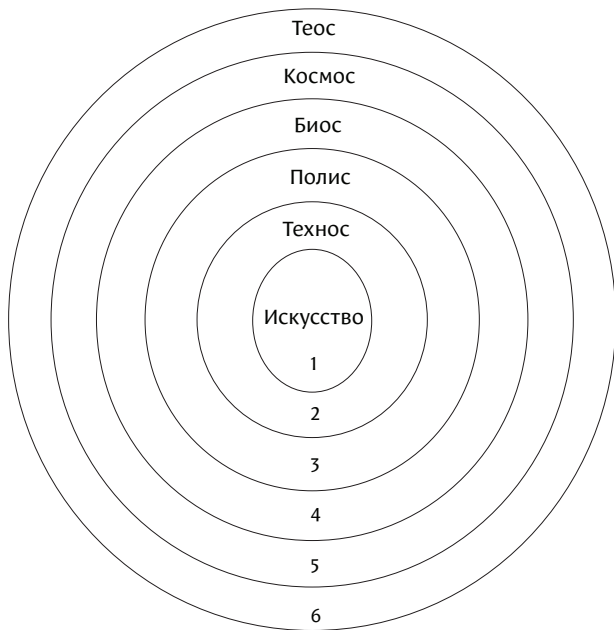 Теос
Космос
Биос
Полис
Технос
Искусство
1
2
3
4
5
6